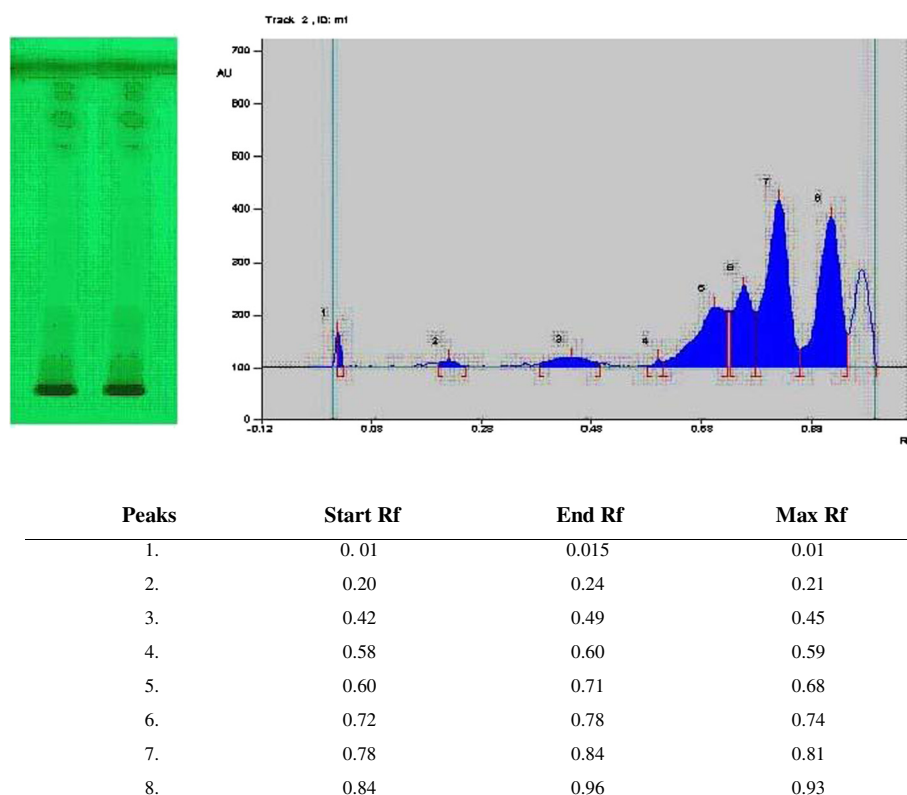 Track 2 , ID: m1
700
AU
600
500
400
300
200
100
0
-0.12 0.08 0.28 0.48 0.68 0.88
R
1 2 3 4 5 6 7 8
Peaks Start Rf End Rf Max Rf
1. 0. 01 0.015 0.01
2. 0.20 0.24 0.21
3. 0.42 0.49 0.45
4. 0.58 0.60 0.59
5. 0.60 0.71 0.68
6. 0.72 0.78 0.74
7. 0.78 0.84 0.81
8. 0.84 0.96 0.93